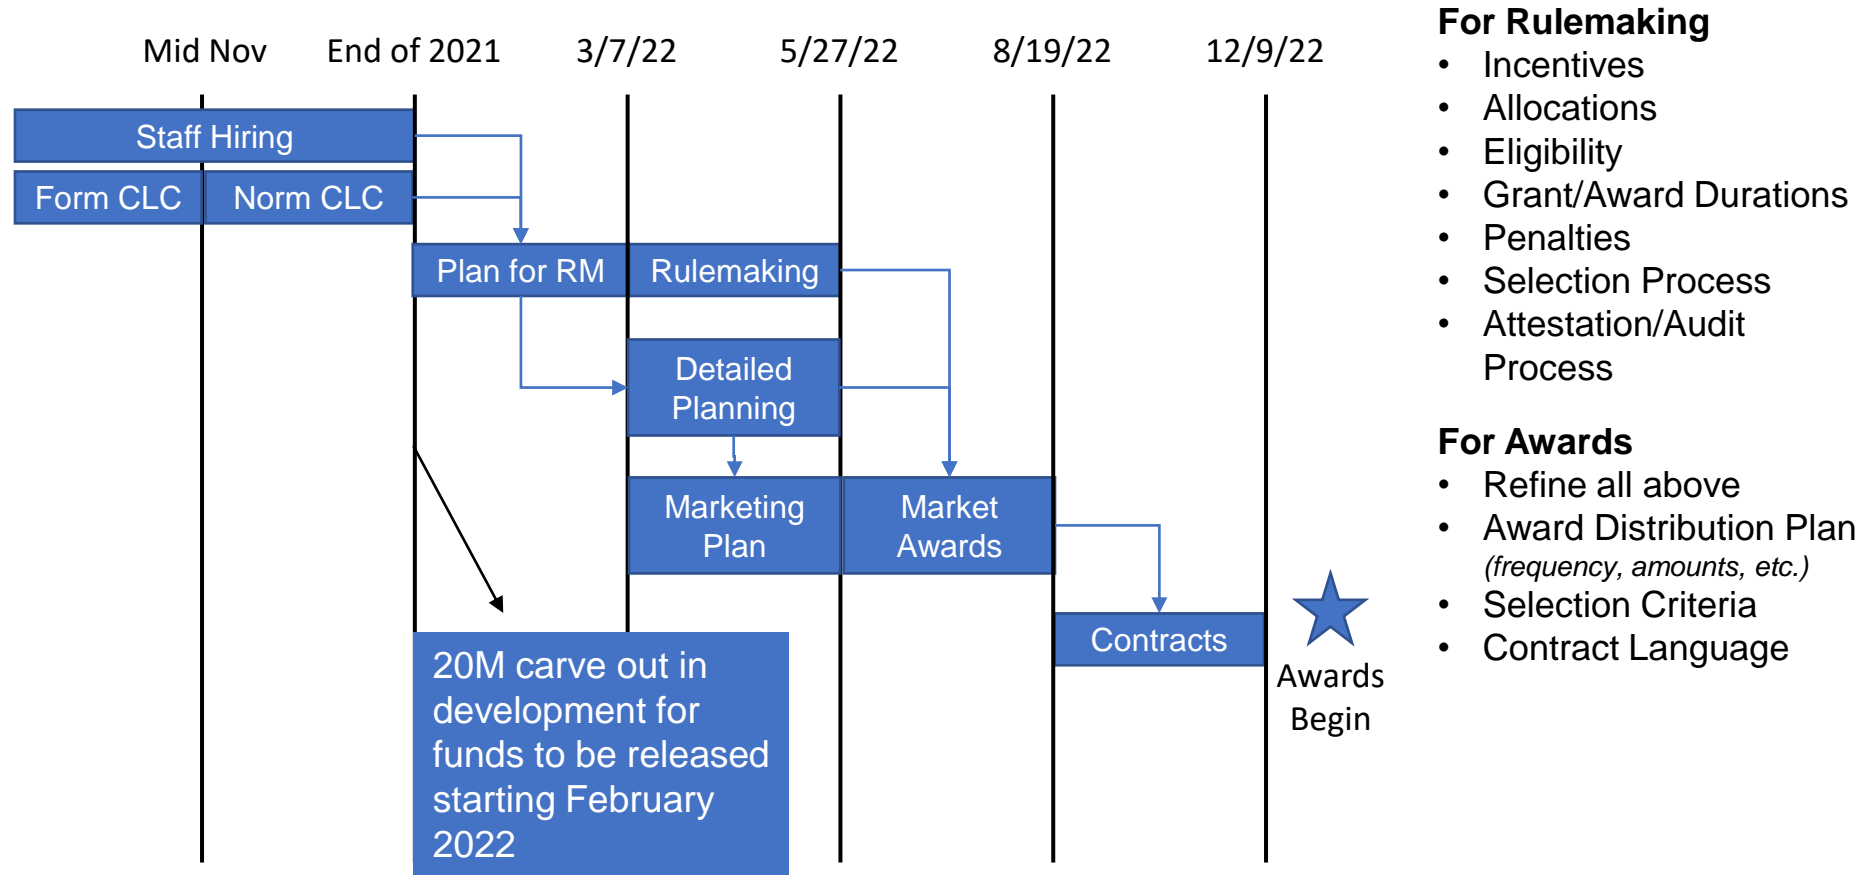 Mid Nov
End of 2021
3/7/22
5/27/22
8/19/22
12/9/22
Staff Hiring
Form CLC
Norm CLC
Plan for RM
Rulemaking
Detailed
Planning
Marketing
Plan
Market
Awards
Contracts
Awards
Begin
20M carve out in
development for
funds to be released
starting February
2022
For Rulemaking
• Incentives
• Allocations
• Eligibility
• Grant/Award Durations
• Penalties
• Selection Process
• Attestation/Audit
Process
For Awards
• Refine all above
• Award Distribution Plan
(frequency, amounts, etc.)
• Selection Criteria
• Contract Language